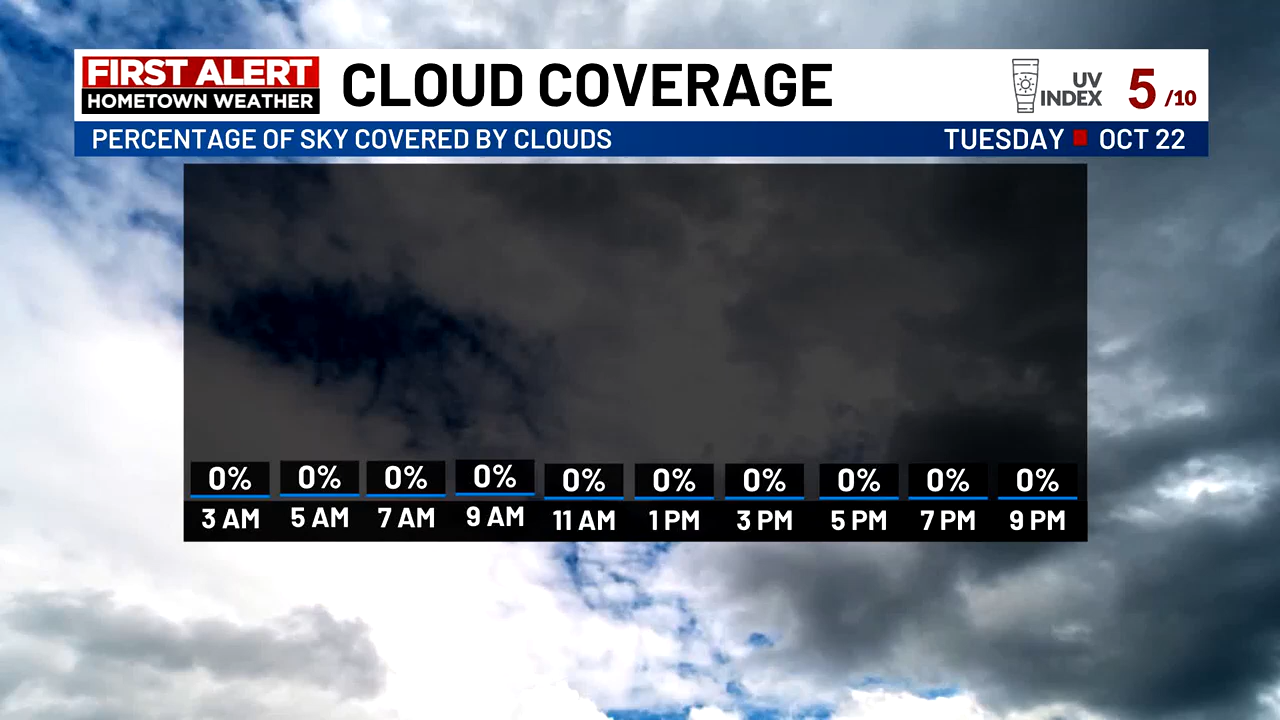 FIRST ALERT
HOMETOWN WEATHER
CLOUD COVERAGE
UV
INDEX
5 /10
PERCENTAGE OF SKY COVERED BY CLOUDS
TUESDAY OCT 22
0% 0% 0% 0% 0% 0% 0% 0% 0% 0%
3 AM 5 AM 7 AM 9 AM 11 AM 1 PM 3 PM 5 PM 7 PM 9 PM